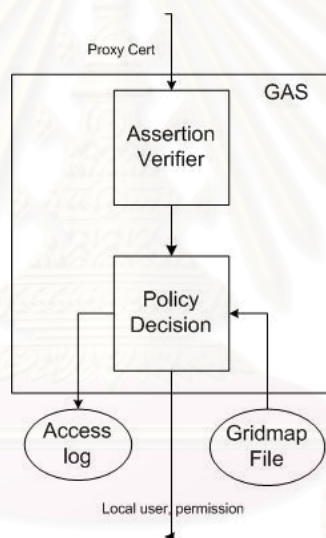 Proxy Cert
GAS
Assertion
Verifier
Policy
Decision
Access
log
Gridmap
File
Local user, permission